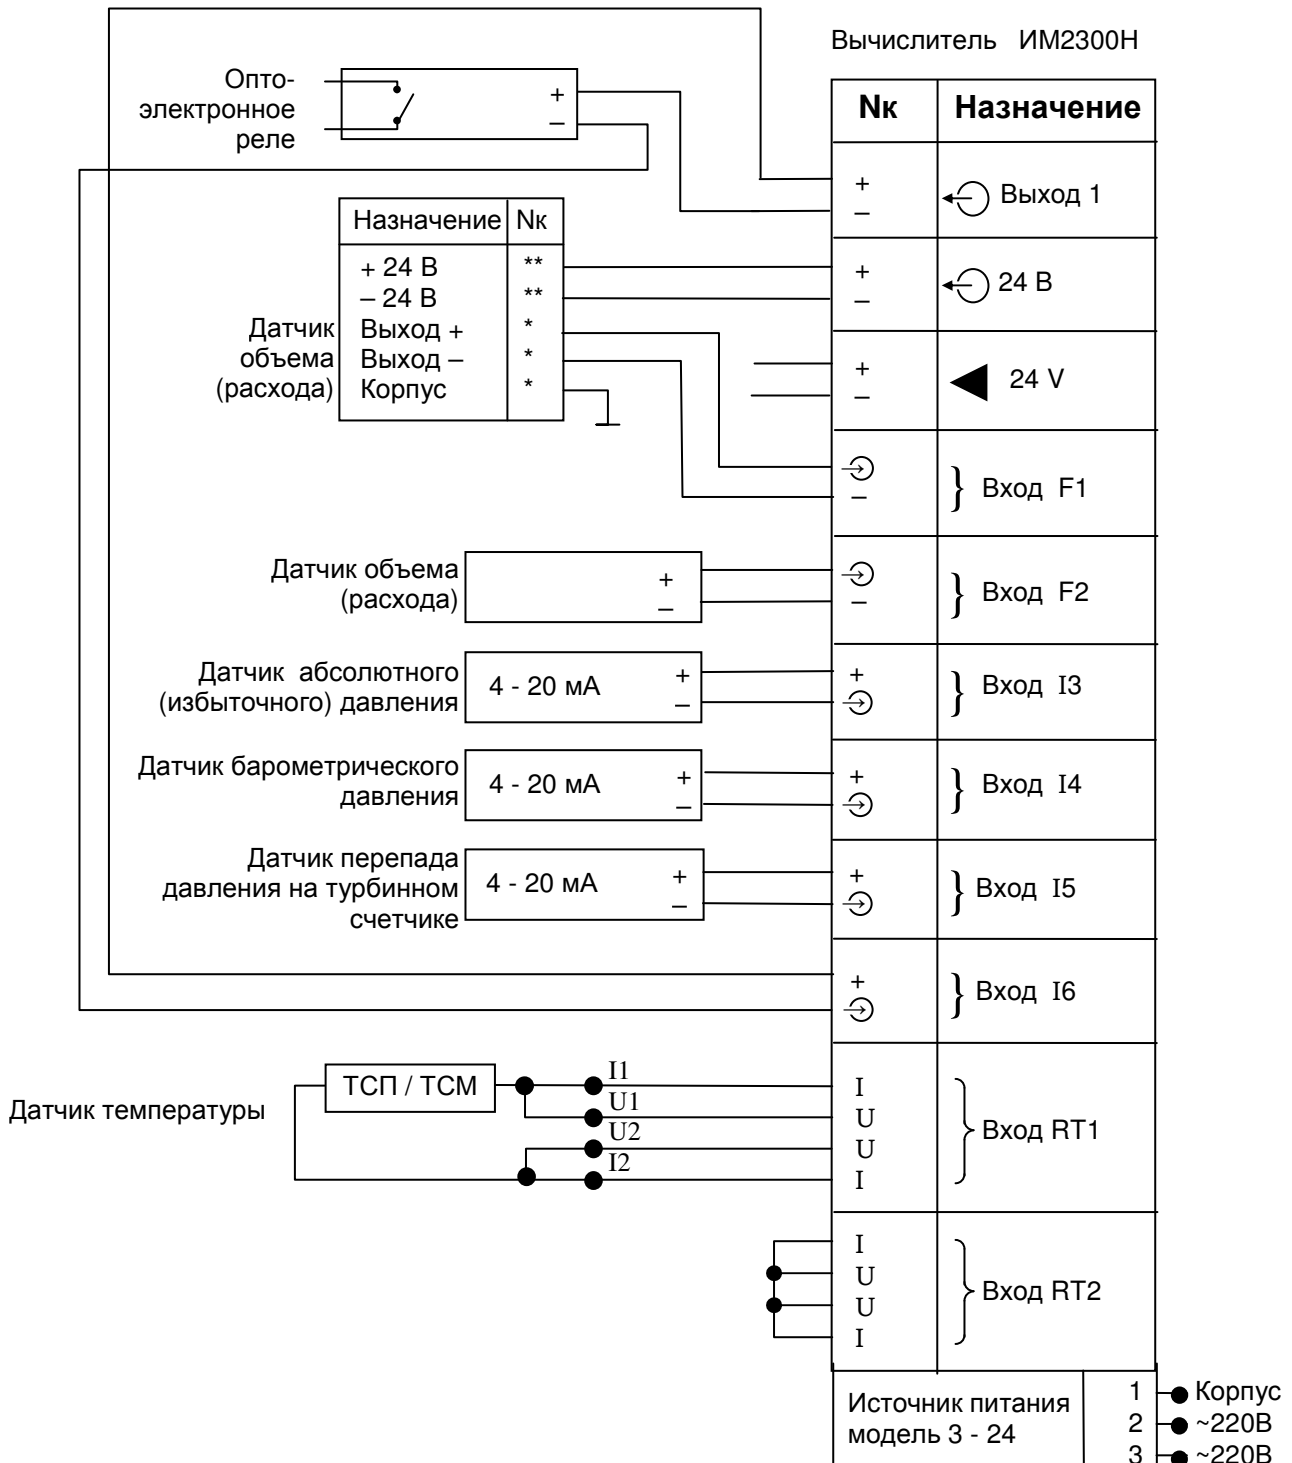 Вычислитель ИМ2300Н
Nк Назначение
Опто-
электронное
реле
+
–
+
–
Выход 1
Назначение Nк
+ 24 В **
– 24 В **
Выход + *
Выход – *
Корпус *
Датчик
объема
(расхода)
+
–
24 В
+
–
24 V
–
} Вход F1
Датчик объема
(расхода)
+
–
–
} Вход F2
Датчик абсолютного
(избыточного) давления
4 - 20 мА
+
–
+
} Вход I3
Датчик барометрического
давления
4 - 20 мА
+
–
+
} Вход I4
Датчик перепада
давления на турбинном
счетчике
4 - 20 мА
+
–
+
} Вход I5
+
} Вход I6
Датчик температуры
ТСП / ТСМ
I1
U1
U2
I2
I
U
U
I
Вход RT1
I
U
U
I
Вход RT2
Источник питания
модель 3 - 24
1 Корпус
2 ~220В
3 ~220В